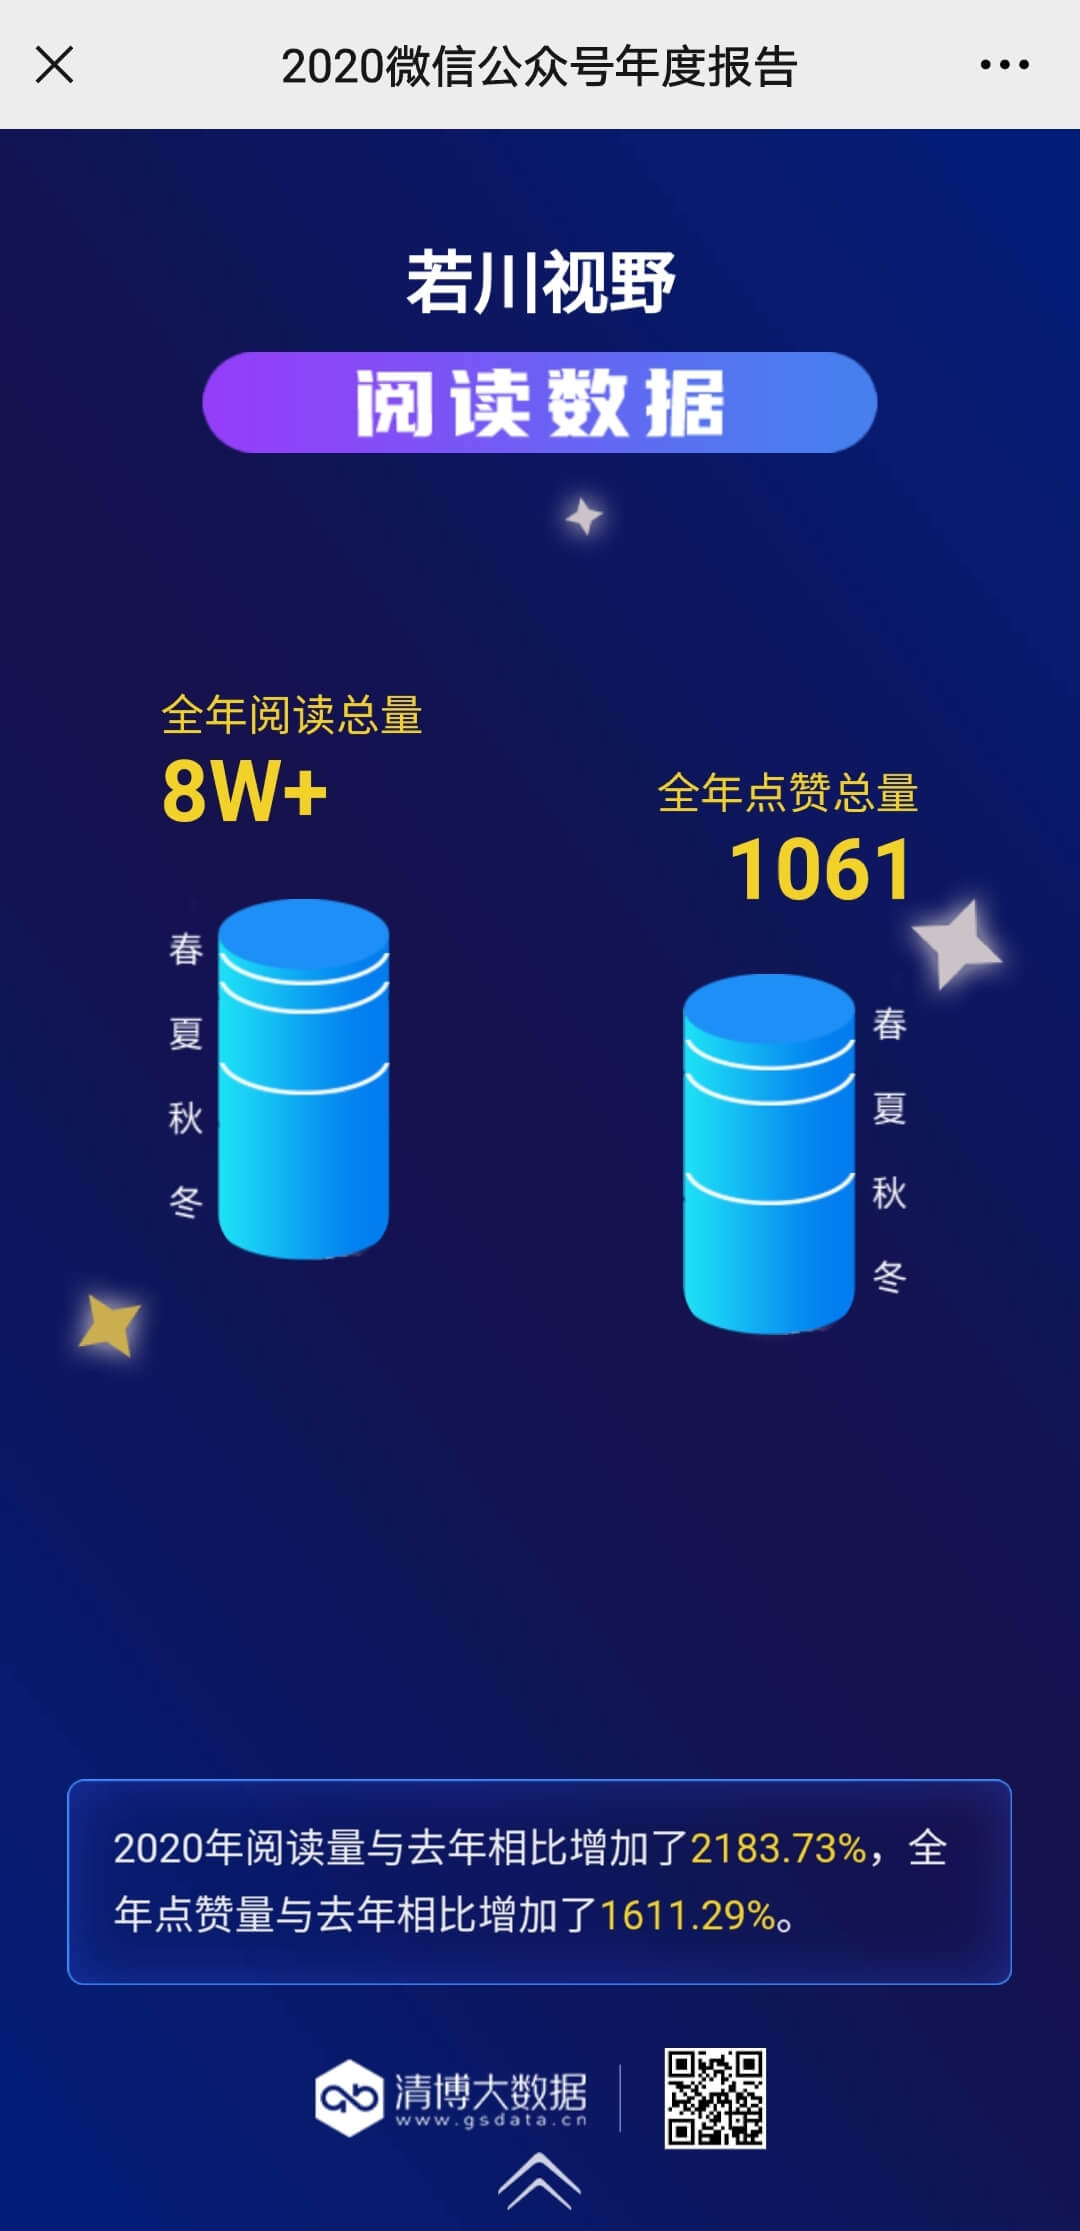 2020微信公众号年度报告
若川视野
阅读数据
全年阅读总量
8W+
全年点赞总量
1061
春
夏
秋
冬
春
夏
秋
冬
2020年阅读量与去年相比增加了2183.73%，全
年点赞量与去年相比增加了1611.29%。
清博大数据
www.gsdata.cn